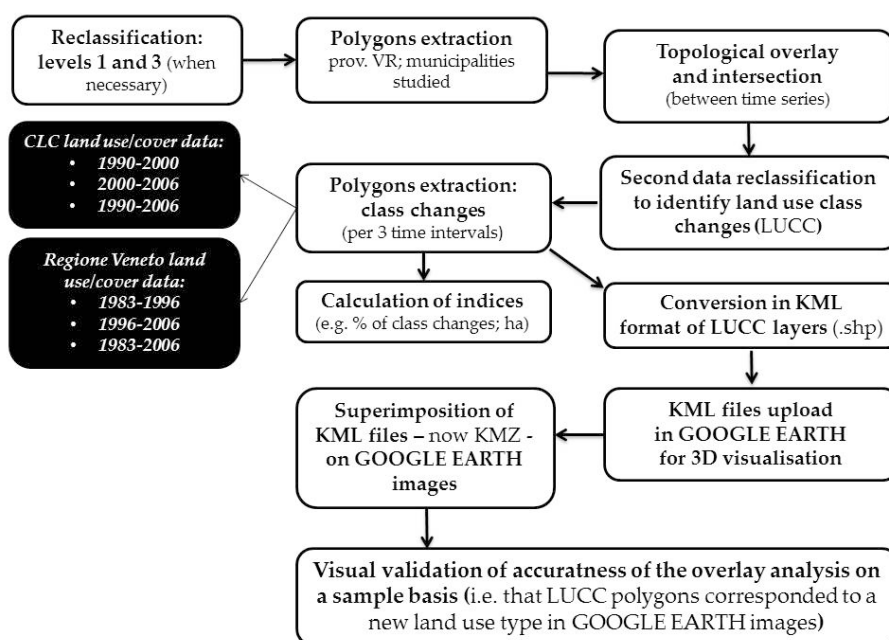 Reclassification:
levels 1 and 3 (when
necessary)
Polygons extraction
prov. VR; municipalities
studied
Topological overlay
and intersection
(between time series)
CLC land use/cover data:
• 1990-2000
• 2000-2006
• 1990-2006
Polygons extraction:
class changes
(per 3 time intervals)
Second data reclassification
to identify land use class
changes (LUCC)
Regione Veneto land
use/cover data:
• 1983-1996
• 1996-2006
• 1983-2006
Calculation of indices
(e.g. % of class changes; ha)
Conversion in KML
format of LUCC layers (.shp)
Superimposition of
KML files – now KMZ -
on GOOGLE EARTH
images
KML files upload
in GOOGLE EARTH
for 3D visualisation
Visual validation of accuratness of the overlay analysis on
a sample basis (i.e. that LUCC polygons corresponded to a
new land use type in GOOGLE EARTH images)